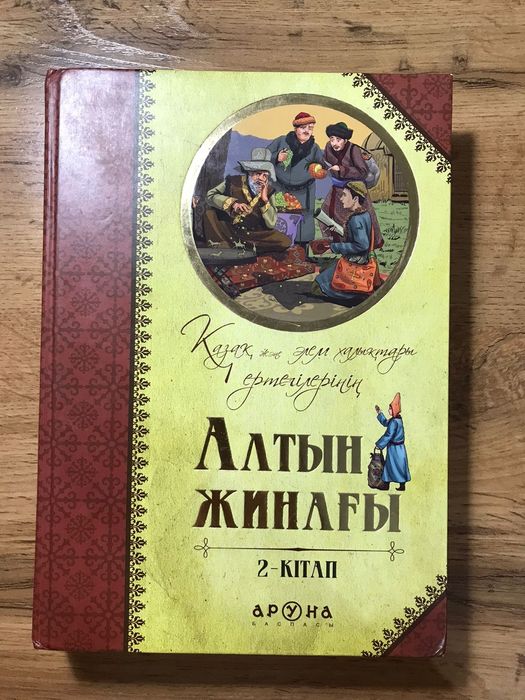 Қазақ және әлем халықтары
ертегілерінің
АЛТЫН
ЖИНАҒЫ
2-КІТАП
АРУНА
БАСПАСЫ